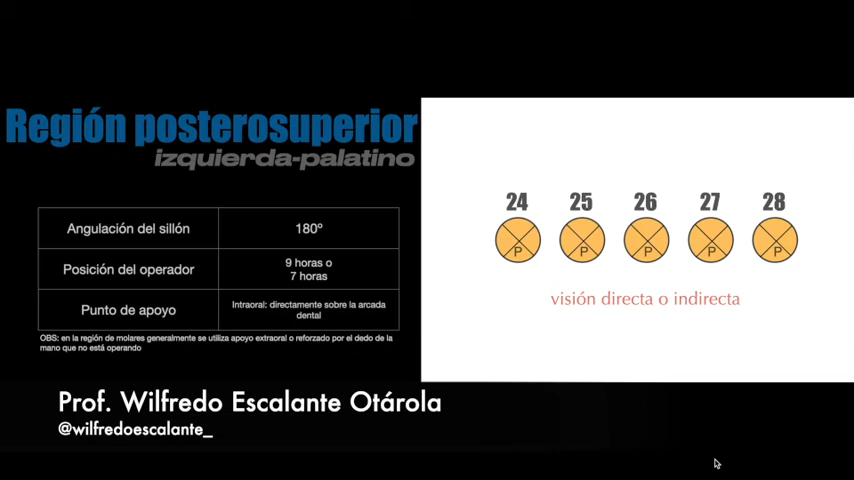 Región posterosuperior
izquierda-palatino
Angulación del sillón
180º
Posición del operador
9 horas o
7 horas
Punto de apoyo
Intraoral: directamente sobre la arcada
dental
OBS: en la región de molares generalmente se utiliza apoyo extraoral o reforzado por el dedo de la
mano que no está operando
24 25 26 27 28
P P P P P
visión directa o indirecta
Prof. Wilfredo Escalante Otárola
@wilfredoescalante_